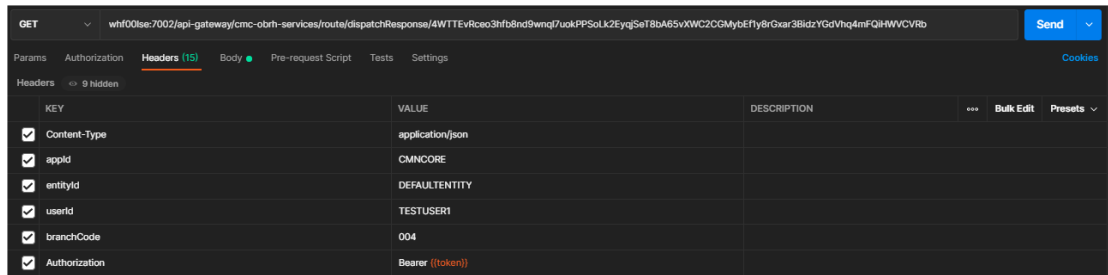 GET whf00lse:7002/api-gateway/cmc-obrh-services/route/dispatchResponse/4WTTEvRceo3hfb8nd9wnql7uokPPSoLk2EyqjSeT8bA65vXWC2CGMybEf1y8rGxar3BidzYGdVhq4mFQiHWVCVRb Send
Params Authorization Headers (15) Body Pre-request Script Tests Settings Cookies
Headers 9 hidden
KEY VALUE DESCRIPTION ooo Bulk Edit Presets
Content-Type application/json
appId CMNCORE
entityId DEFAULTENTITY
userId TESTUSER1
branchCode 004
Authorization Bearer {{token}}